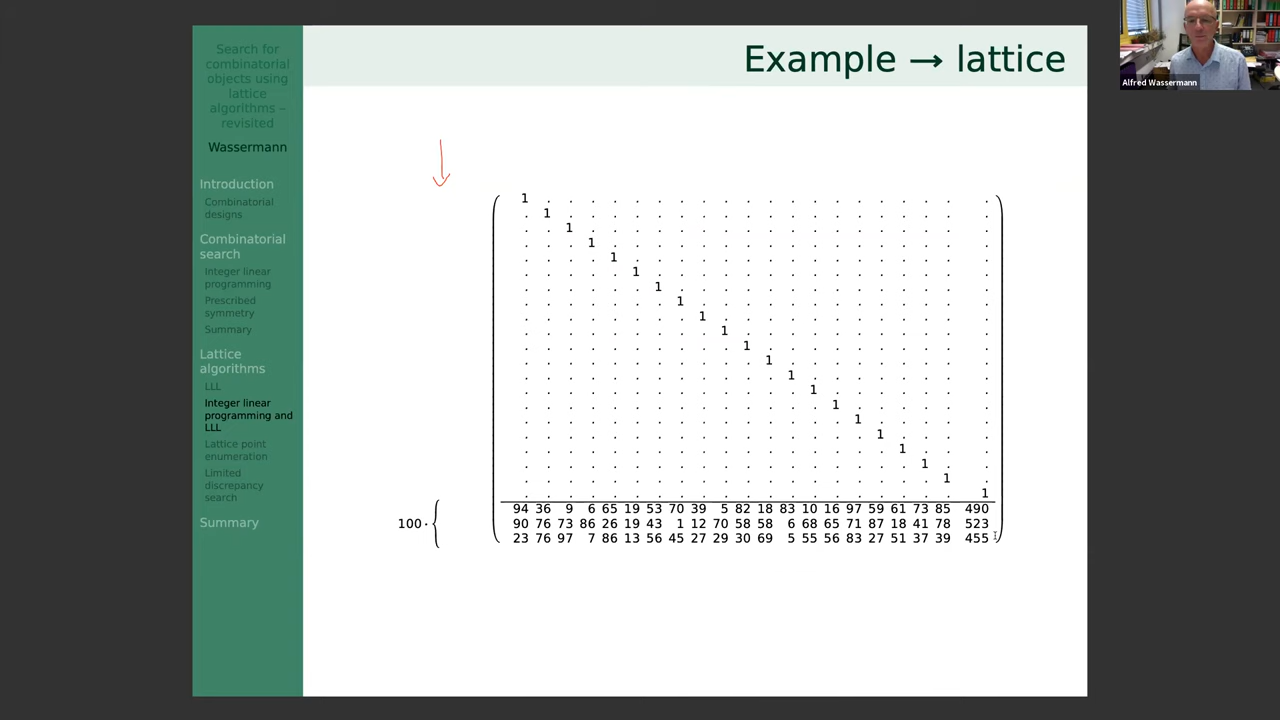 Example → lattice
Alfred Wassermann
Search for
combinatorial
objects using
lattice
algorithms –
revisited
Wassermann
Introduction
Combinatorial
designs
Combinatorial
search
Integer linear
programming
Prescribed
symmetry
Summary
Lattice
algorithms
LLL
Integer linear
programming and
LLL
Lattice point
enumeration
Limited
discrepancy
search
Summary
1 . . . . . . . . . . . . . . . . . . . .
. 1 . . . . . . . . . . . . . . . . . . .
. . 1 . . . . . . . . . . . . . . . . . .
. . . 1 . . . . . . . . . . . . . . . . .
. . . . 1 . . . . . . . . . . . . . . . .
. . . . . 1 . . . . . . . . . . . . . . .
. . . . . . 1 . . . . . . . . . . . . . .
. . . . . . . 1 . . . . . . . . . . . . .
. . . . . . . . 1 . . . . . . . . . . . .
. . . . . . . . . 1 . . . . . . . . . . .
. . . . . . . . . . 1 . . . . . . . . . .
. . . . . . . . . . . 1 . . . . . . . . .
. . . . . . . . . . . . 1 . . . . . . . .
. . . . . . . . . . . . . 1 . . . . . . .
. . . . . . . . . . . . . . 1 . . . . . .
. . . . . . . . . . . . . . . 1 . . . . .
. . . . . . . . . . . . . . . . 1 . . . .
. . . . . . . . . . . . . . . . . 1 . . .
. . . . . . . . . . . . . . . . . . 1 . .
. . . . . . . . . . . . . . . . . . . 1 .
. . . . . . . . . . . . . . . . . . . . 1
94 36 9 6 65 19 53 70 39 5 82 18 83 10 16 97 59 61 73 85 490
100· { 90 76 73 86 26 19 43 1 12 70 58 58 6 68 65 71 87 18 41 78 523
23 76 97 7 86 13 56 45 27 29 30 69 5 55 56 83 27 51 37 39 455